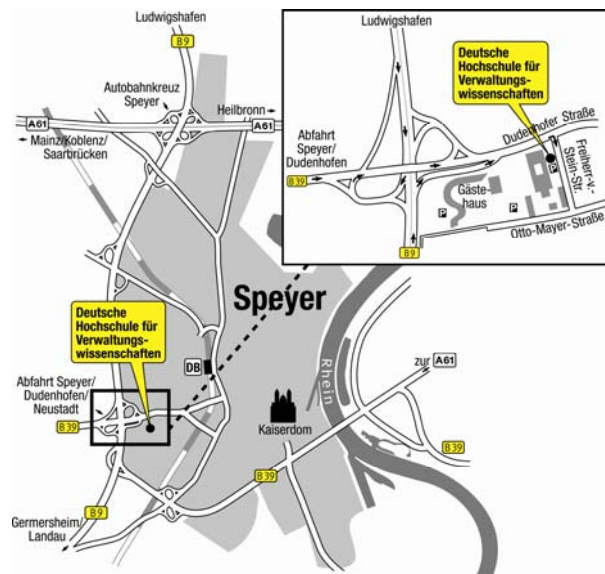 Ludwigshafen
B9
Autobahnkreuz
Speyer
Heilbronn
A61
A61
Mainz/Koblenz/
Saarbrücken
Deutsche
Hochschule für
Verwaltungs-
wissenschaften
Speyer
DB
Abfahrt Speyer/
Dudenhofen/
Neustadt
B39
Kaiserdom
Rhein
zur A61
B39
B39
B9
Germersheim/
Landau
Ludwigshafen
Deutsche
Hochschule für
Verwaltungs-
wissenschaften
Dudenhofer Straße
Abfahrt
Speyer/
Dudenhofen
B39
Gäste-
haus
P
P
Freiherr-v.-
Stein-Str.
Otto-Mayer-Straße
B9